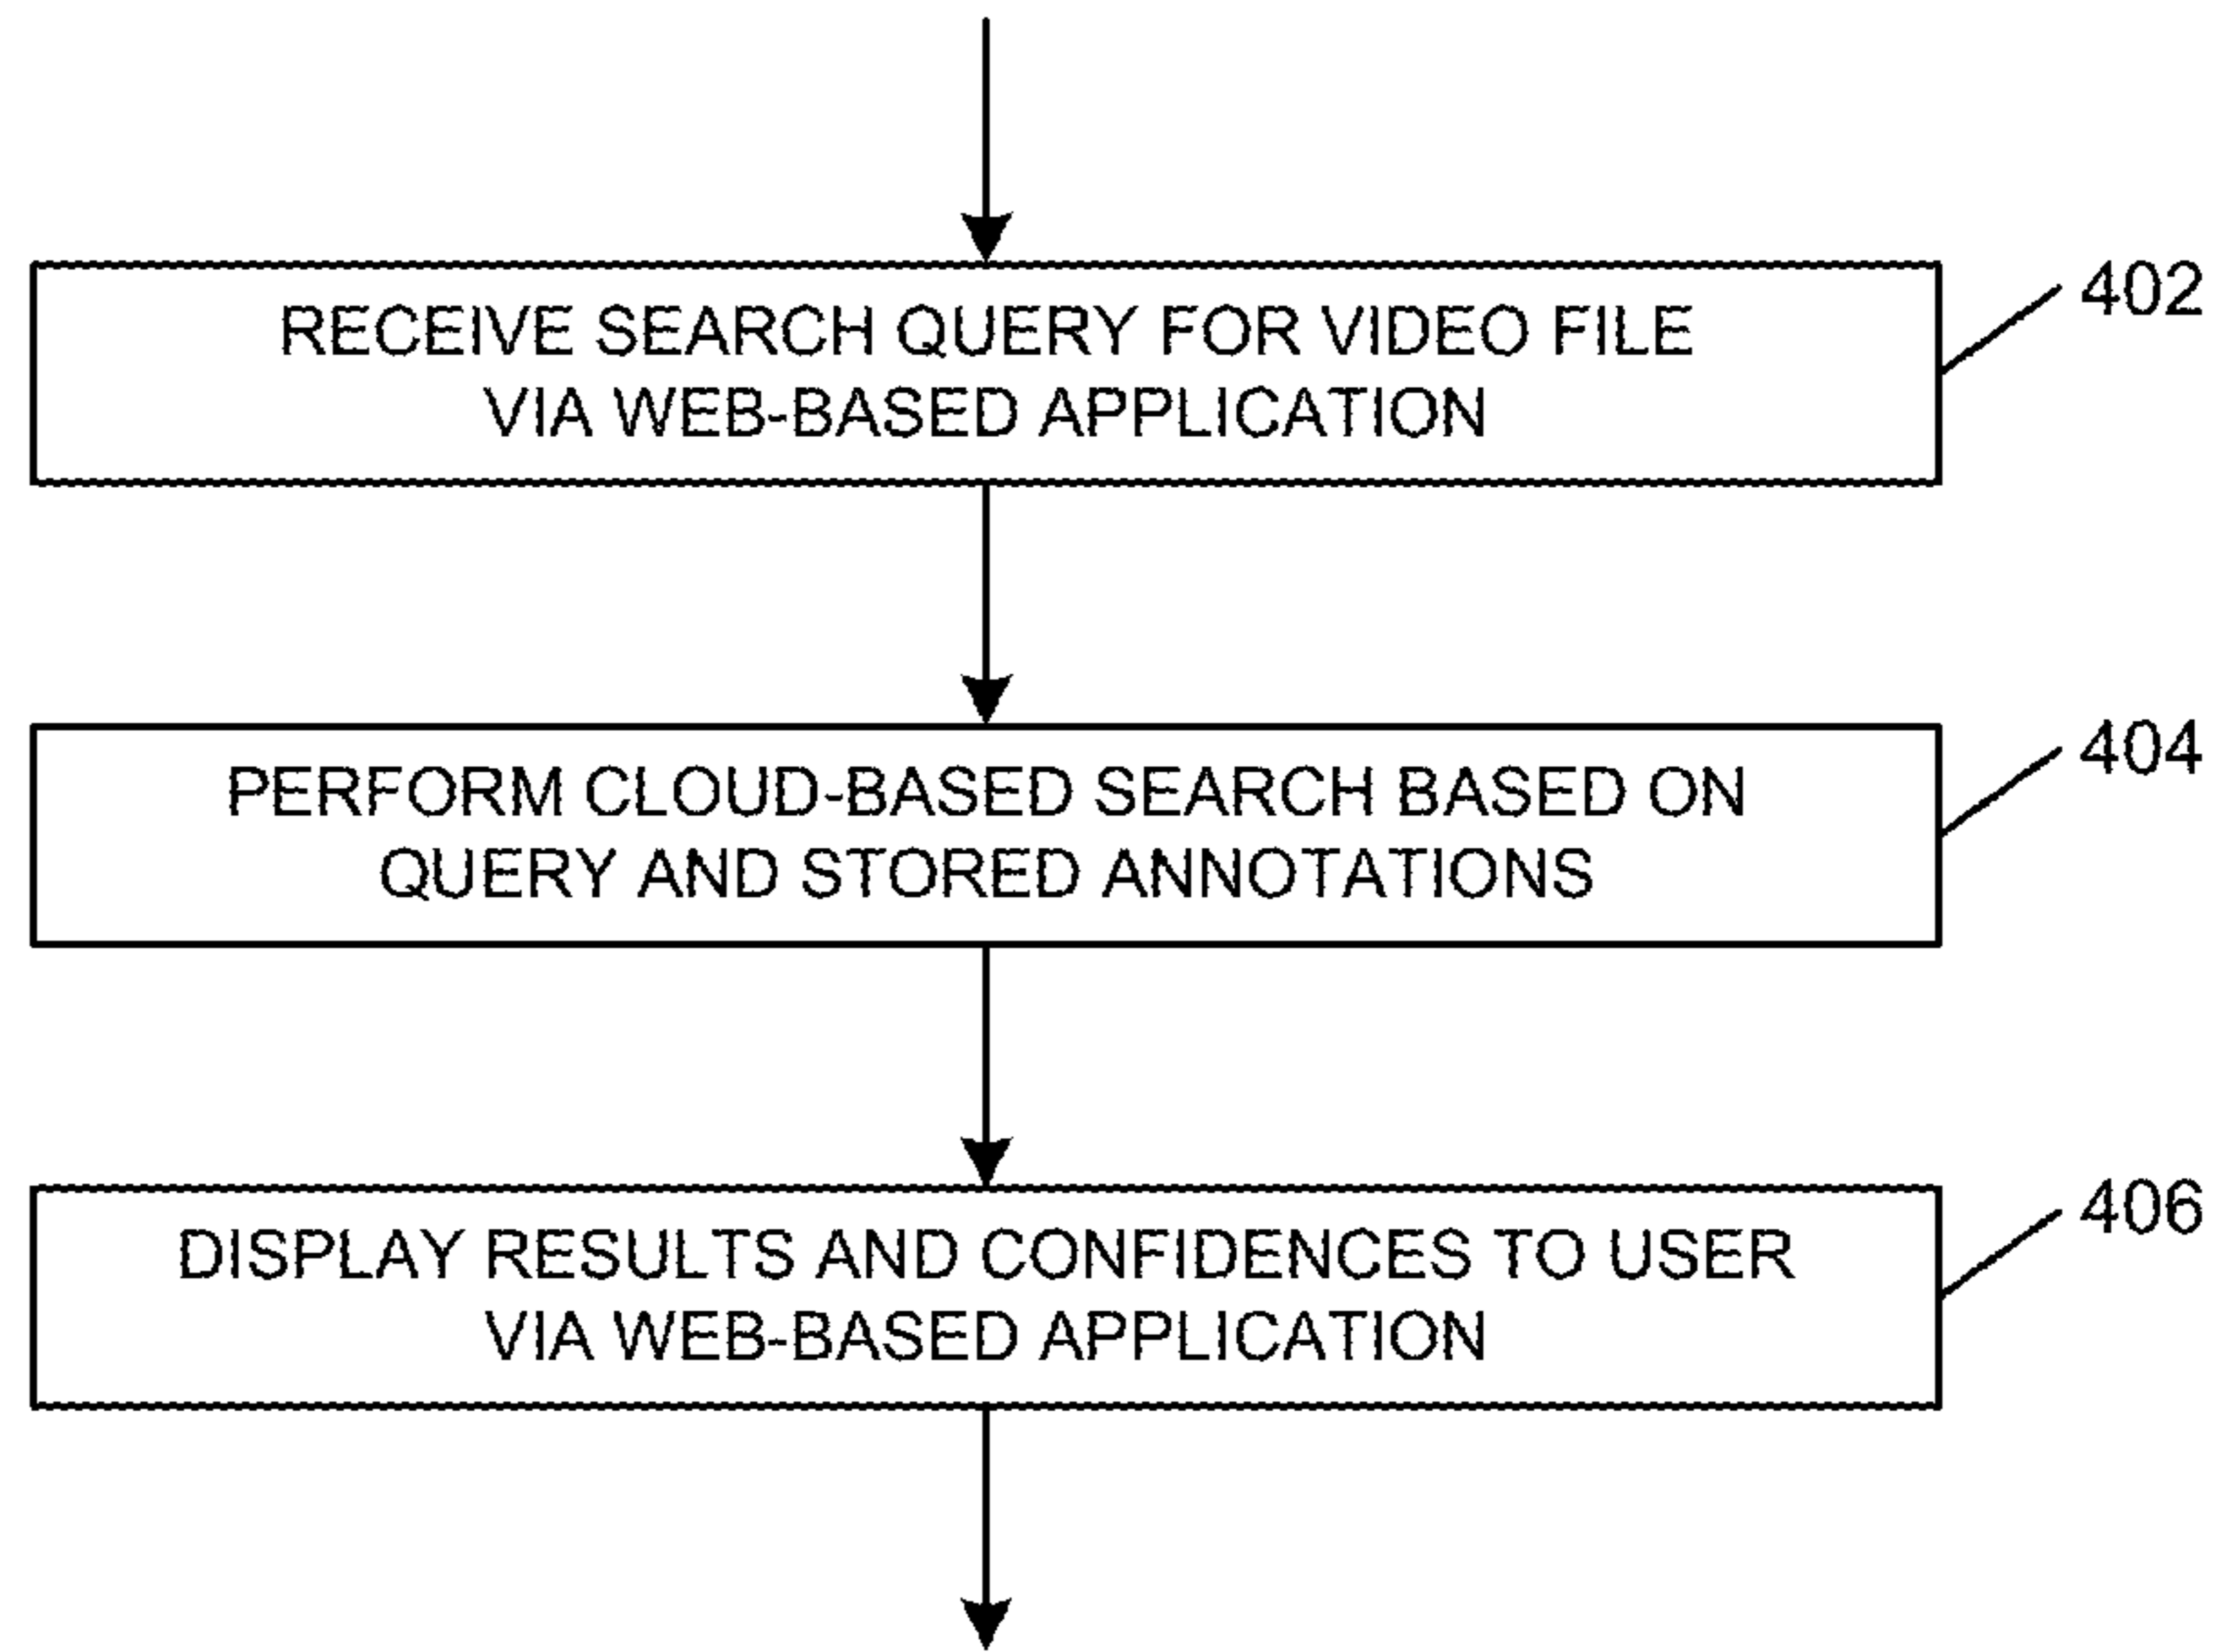 RECEIVE SEARCH QUERY FOR VIDEO FILE
VIA WEB-BASED APPLICATION
402
PERFORM CLOUD-BASED SEARCH BASED ON
QUERY AND STORED ANNOTATIONS
404
DISPLAY RESULTS AND CONFIDENCES TO USER
VIA WEB-BASED APPLICATION
406